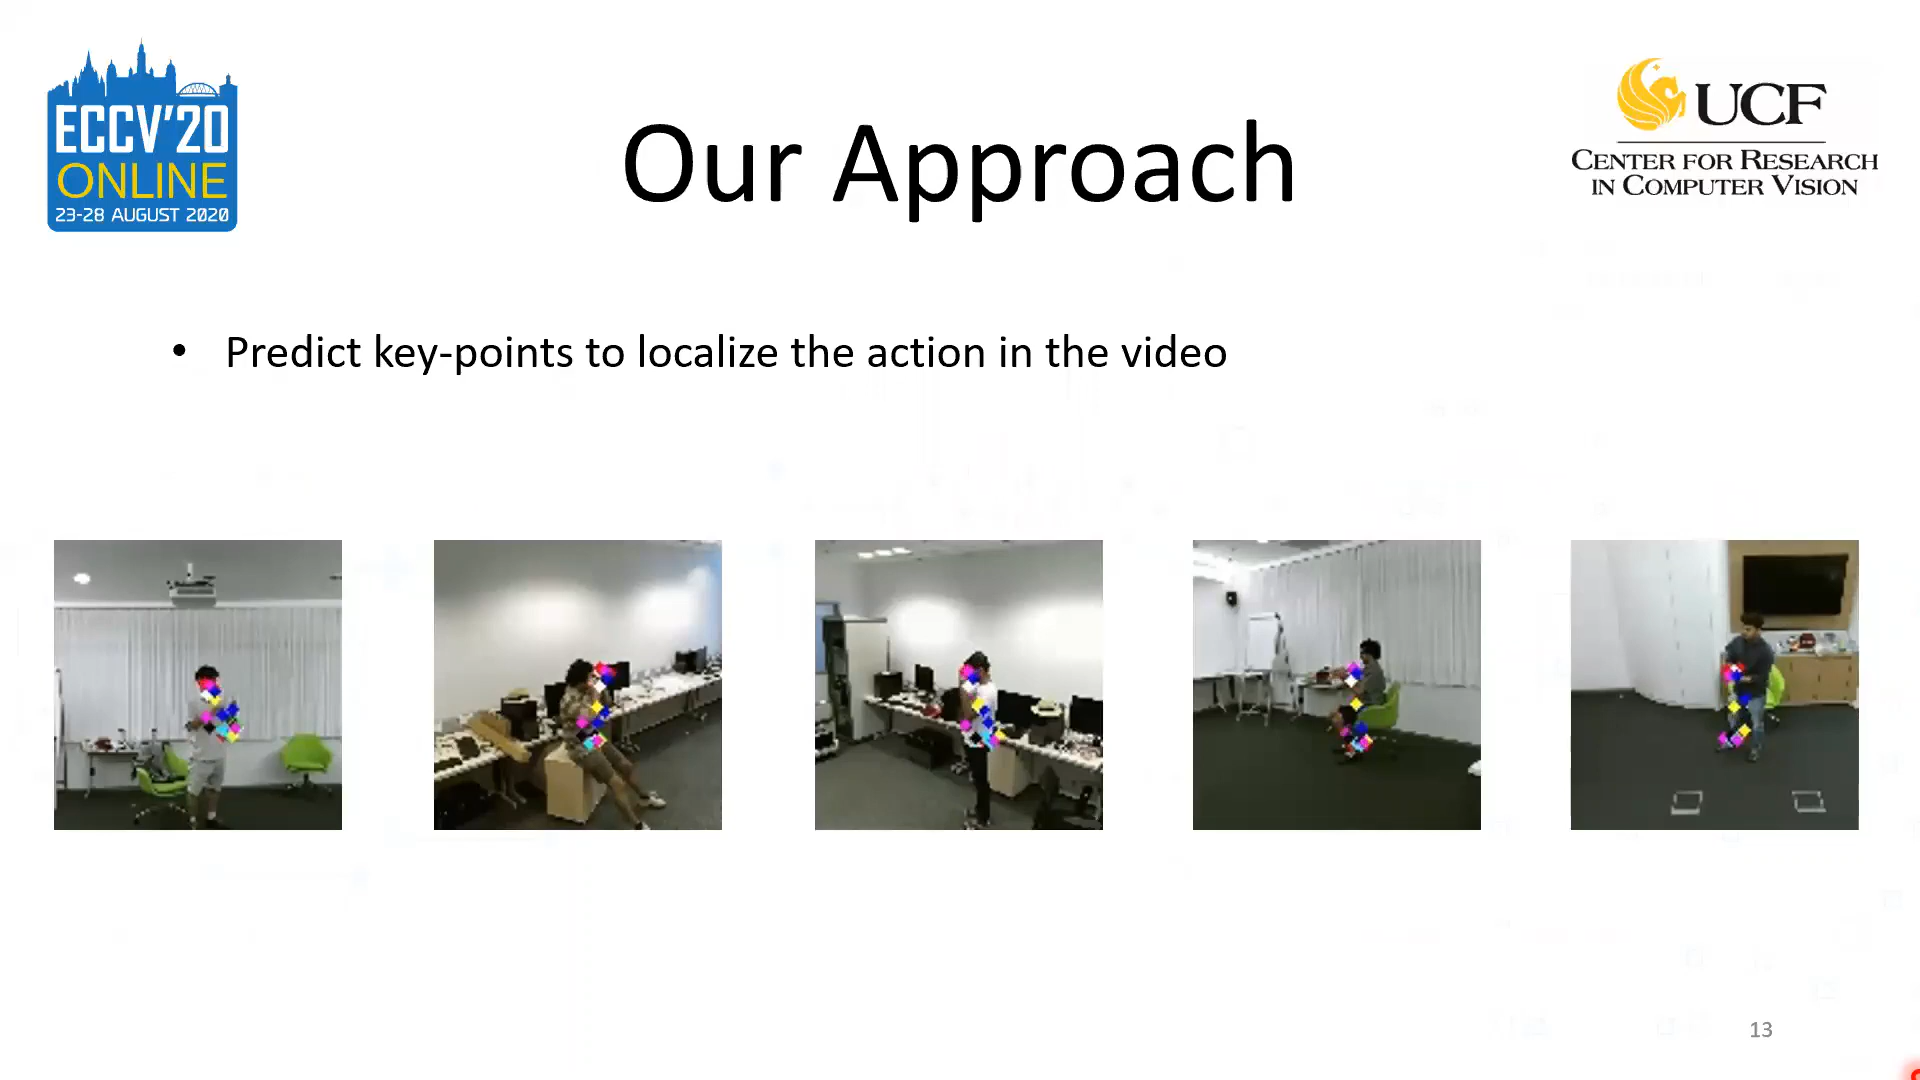 ECCV'20
ONLINE
23-28 AUGUST 2020
Our Approach
UCF
CENTER FOR RESEARCH
IN COMPUTER VISION
• Predict key-points to localize the action in the video
13